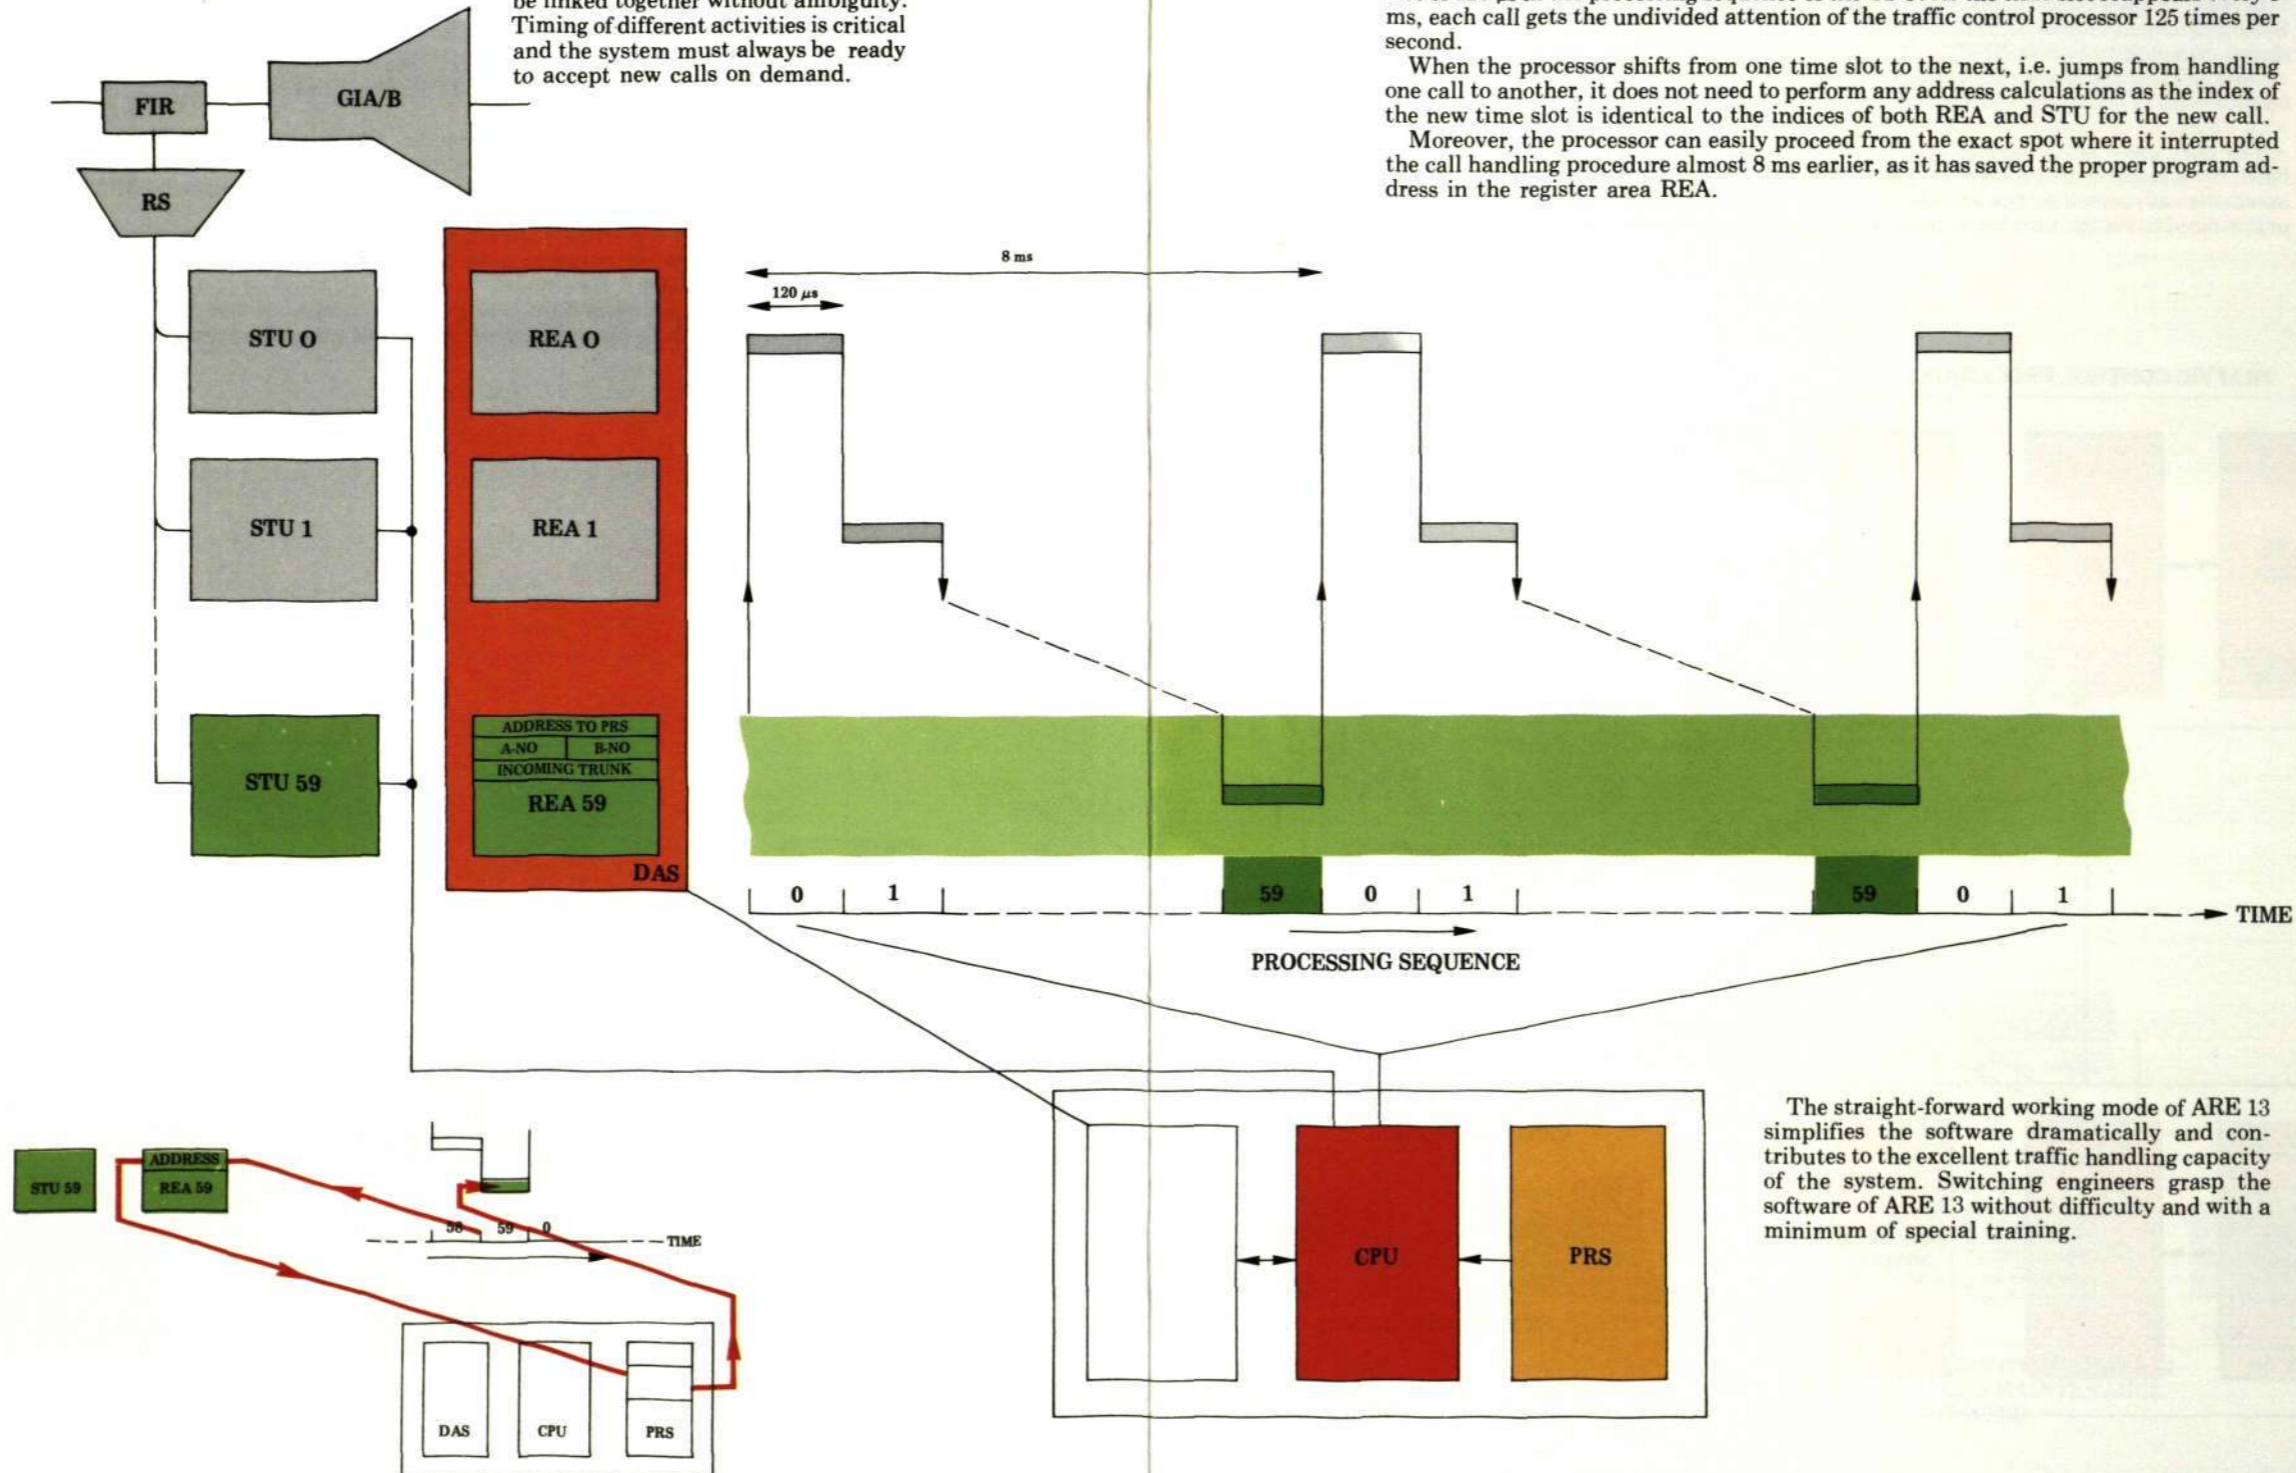 be linked together without ambiguity.
Timing of different activities is critical
and the system must always be ready
to accept new calls on demand.
ms, each call gets the undivided attention of the traffic control processor 125 times per
second.
When the processor shifts from one time slot to the next, i.e. jumps from handling
one call to another, it does not need to perform any address calculations as the index of
the new time slot is identical to the indices of both REA and STU for the new call.
Moreover, the processor can easily proceed from the exact spot where it interrupted
the call handling procedure almost 8 ms earlier, as it has saved the proper program ad-
dress in the register area REA.
FIR
GIA/B
RS
STU 0
REA 0
8 ms
120 µs
STU 1
REA 1
STU 59
ADDRESS TO PRS
A-NO
B-NO
INCOMING TRUNK
REA 59
DAS
0
1
59
0
1
59
0
1
TIME
PROCESSING SEQUENCE
The straight-forward working mode of ARE 13
simplifies the software dramatically and con-
tributes to the excellent traffic handling capacity
of the system. Switching engineers grasp the
software of ARE 13 without difficulty and with a
minimum of special training.
CPU
PRS
STU 59
ADDRESS
REA 59
58
59
0
TIME
DAS
CPU
PRS